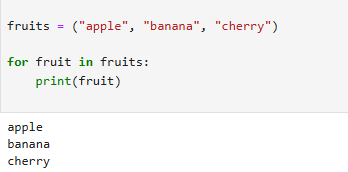 fruits = ("apple", "banana", "cherry")
for fruit in fruits:
    print(fruit)
apple
banana
cherry